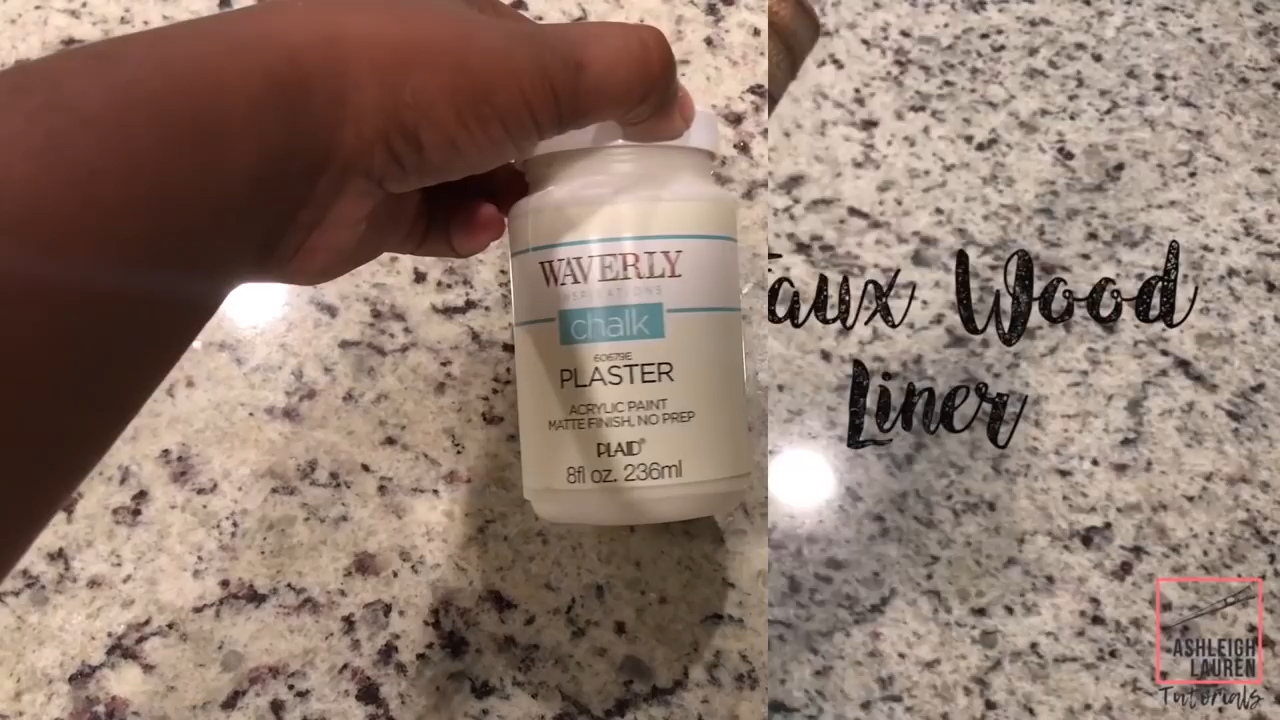 WAVERLY
INSPIRATIONS
chalk
60679E
PLASTER
ACRYLIC PAINT
MATTE FINISH, NO PREP
PLAID®
8fl oz. 236ml
Faux Wood
Liner
ASHLEIGH
LAUREN
Tutorials